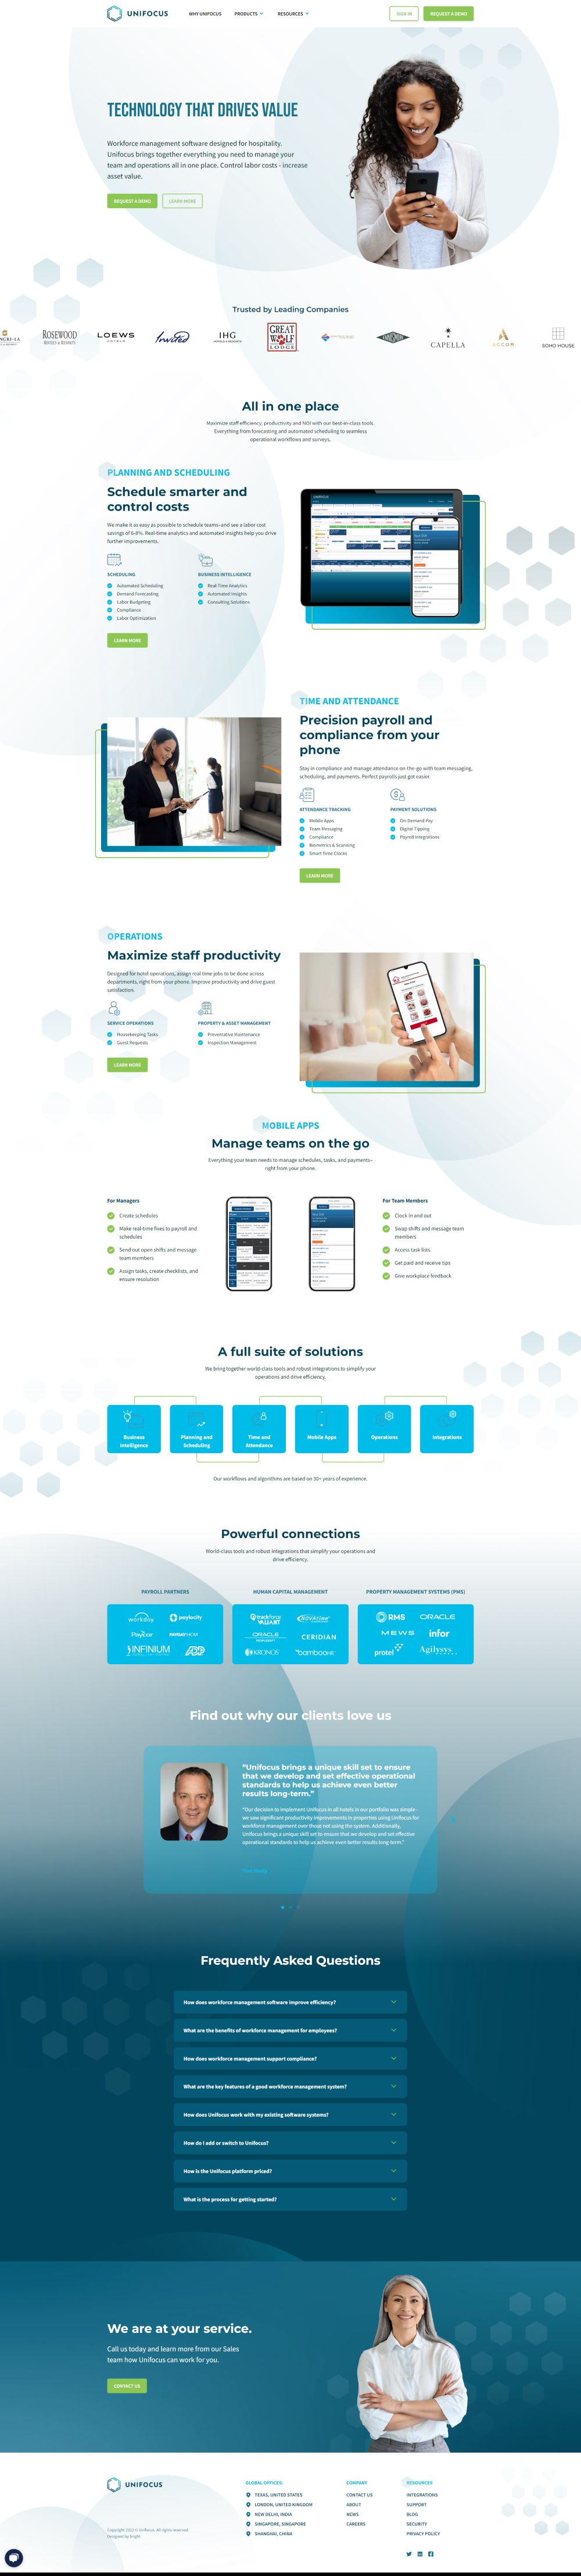 UNIFOCUS
WHY UNIFOCUS
PRODUCTS
RESOURCES
SIGN IN
REQUEST A DEMO
TECHNOLOGY THAT DRIVES VALUE
Workforce management software designed for hospitality.
Unifocus brings together everything you need to manage your
team and operations all in one place. Control labor costs - increase
asset value.
REQUEST A DEMO
LEARN MORE
Trusted by Leading Companies
ROSEWOOD
HOTELS & RESORTS
LOEWS
HOTELS
Invited
IHG
HOTELS & RESORTS
GREAT
WOLF
LODGE
CAPELLA
ACCOR
SOHO HOUSE
All in one place
Maximize staff efficiency, productivity and NOI with our best-in-class tools.
Everything from forecasting and automated scheduling to seamless
operational workflows and surveys.
PLANNING AND SCHEDULING
Schedule smarter and
control costs
We make it as easy as possible to schedule teams–and see a labor cost
savings of 6-8%. Real-time analytics and automated insights help you drive
further improvements.
SCHEDULING
Automated Scheduling
Demand Forecasting
Labor Budgeting
Compliance
Labor Optimization
BUSINESS INTELLIGENCE
Real-Time Analytics
Automated Insights
Consulting Solutions
LEARN MORE
TIME AND ATTENDANCE
Precision payroll and
compliance from your
phone
Stay in compliance and manage attendance on-the-go with team messaging,
scheduling, and payments. Perfect payrolls just got easier.
ATTENDANCE TRACKING
Mobile Apps
Team Messaging
Compliance
Biometrics & Scanning
Smart Time Clocks
PAYMENT SOLUTIONS
On-Demand Pay
Digital Tipping
Payroll Integrations
LEARN MORE
OPERATIONS
Maximize staff productivity
Designed for hotel operations, assign real time jobs to be done across
departments, right from your phone. Improve productivity and drive guest
satisfaction.
SERVICE OPERATIONS
Housekeeping Tasks
Guest Requests
PROPERTY & ASSET MANAGEMENT
Preventative Maintenance
Inspection Management
LEARN MORE
MOBILE APPS
Manage teams on the go
Everything your team needs to manage schedules, tasks, and payments–
right from your phone.
For Managers
Create schedules
Make real-time fixes to payroll and
schedules
Send out open shifts and message
team members
Assign tasks, create checklists, and
ensure resolution
For Team Members
Clock in and out
Swap shifts and message team
members
Access task lists
Get paid and receive tips
Give workplace feedback
A full suite of solutions
We bring together world-class tools and robust integrations to simplify your
operations and drive efficiency.
Business
Intelligence
Planning and
Scheduling
Time and
Attendance
Mobile Apps
Operations
Integrations
Our workflows and algorithms are based on 30+ years of experience.
Powerful connections
World-class tools and robust integrations that simplify your operations and
drive efficiency.
PAYROLL PARTNERS
workday
paylocity
Paycor
PAYDAYHCM
INFINIUM
ADP
HUMAN CAPITAL MANAGEMENT
trackforce
VALIANT
NOVAtime
ORACLE
PEOPLESOFT
CERIDIAN
KRONOS
bambooHR
PROPERTY MANAGEMENT SYSTEMS (PMS)
RMS
ORACLE
MEWS
infor
protel
Agilysys
Find out why our clients love us
"Unifocus brings a unique skill set to ensure
that we develop and set effective operational
standards to help us achieve even better
results long-term."
"Our decision to implement Unifocus in all hotels in our portfolio was simple -
we saw significant productivity improvements in properties using Unifocus for
workforce management over those not using the system. Additionally,
Unifocus brings a unique skill set to ensure that we develop and set effective
operational standards to help us achieve even better results long term."
Frequently Asked Questions
How does workforce management software improve efficiency?
What are the benefits of workforce management for employees?
How does workforce management support compliance?
What are the key features of a good workforce management system?
How does Unifocus work with my existing software systems?
How do I add or switch to Unifocus?
How is the Unifocus platform priced?
What is the process for getting started?
We are at your service.
Call us today and learn more from our Sales
team how Unifocus can work for you.
CONTACT US
UNIFOCUS
Copyright 2023 © Unifocus. All rights reserved
Designed by Bright
GLOBAL OFFICES:
TEXAS, UNITED STATES
LONDON, UNITED KINGDOM
NEW DELHI, INDIA
SINGAPORE, SINGAPORE
SHANGHAI, CHINA
COMPANY
CONTACT US
ABOUT
NEWS
CAREERS
RESOURCES
INTEGRATIONS
SUPPORT
BLOG
SECURITY
PRIVACY POLICY